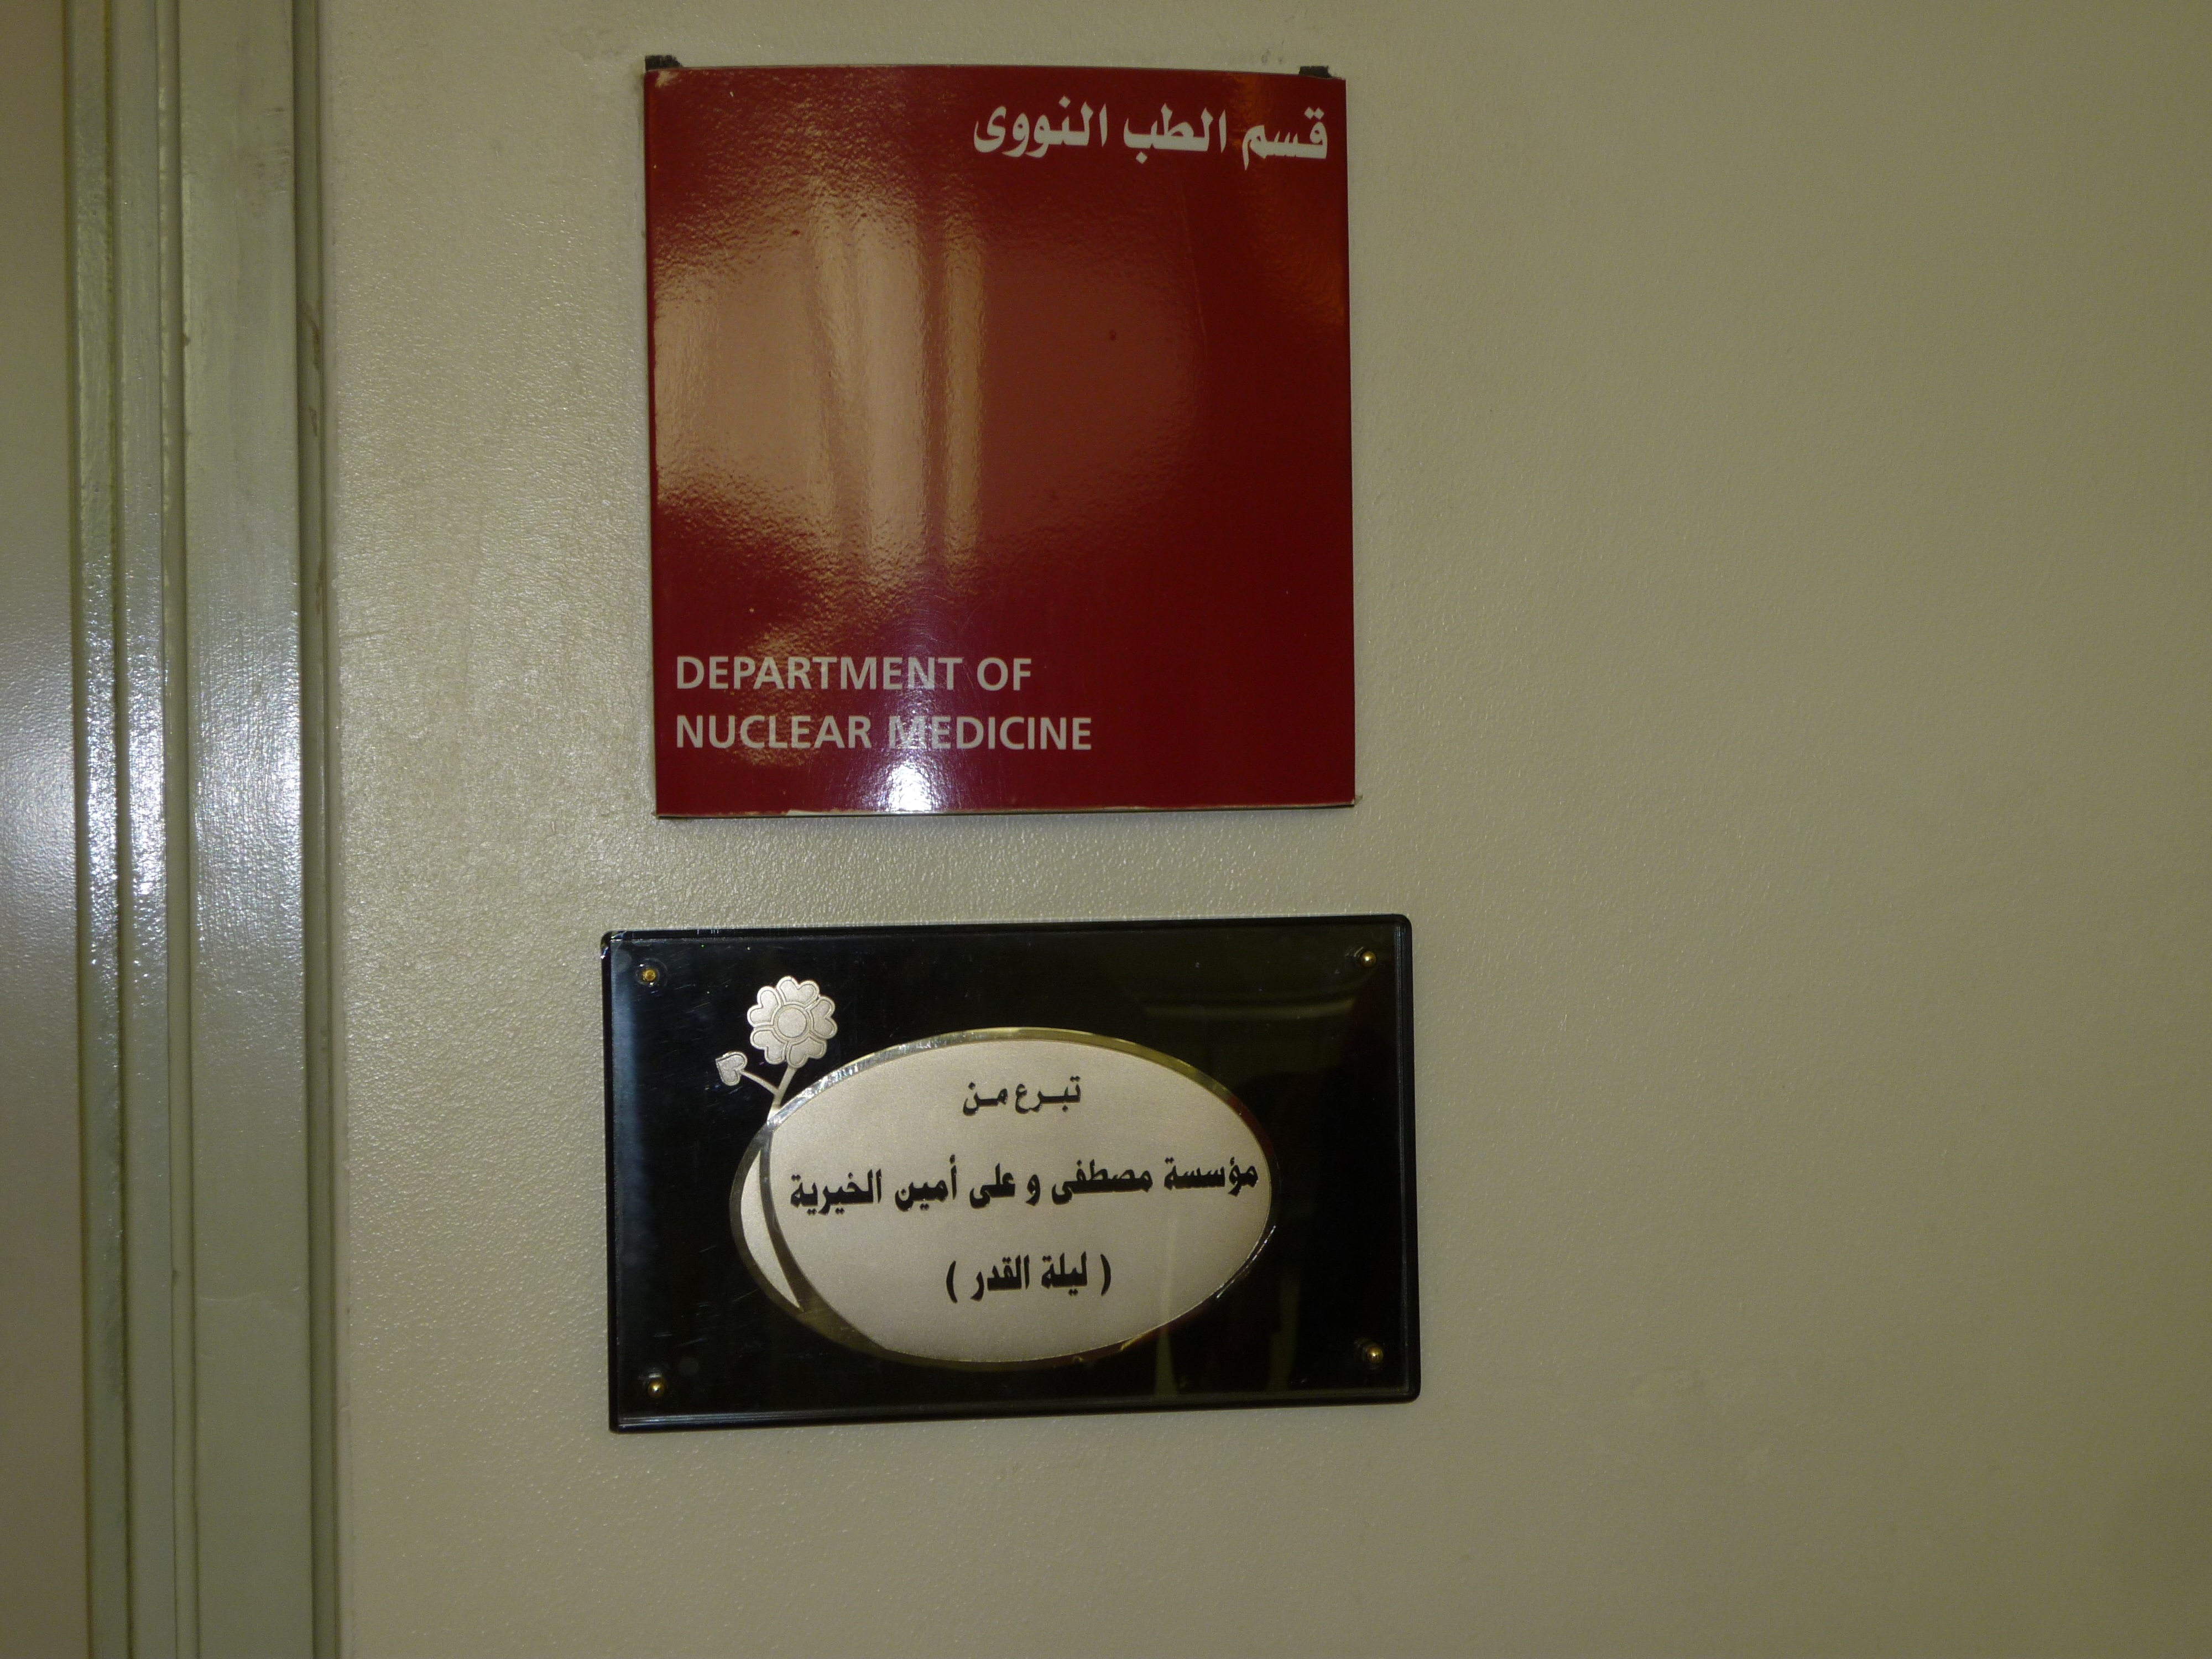 قسم الطب النووى
DEPARTMENT OF
NUCLEAR MEDICINE
تبرع من
مؤسسة مصطفى و على أمين الخيرية
( ليلة القدر )